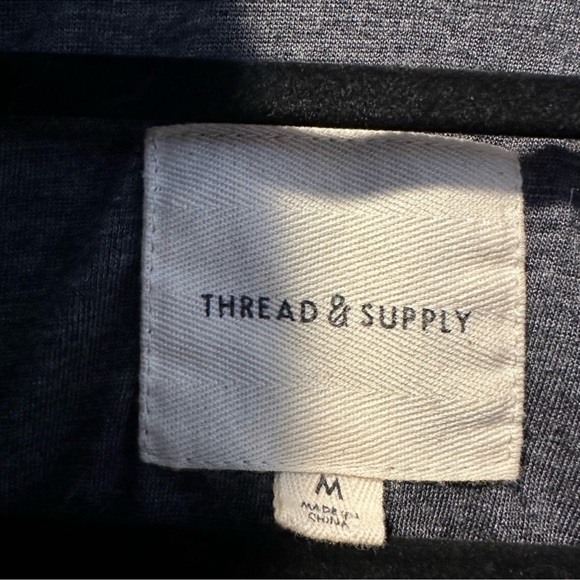 THREAD & SUPPLY
M
MADE IN
CHINA